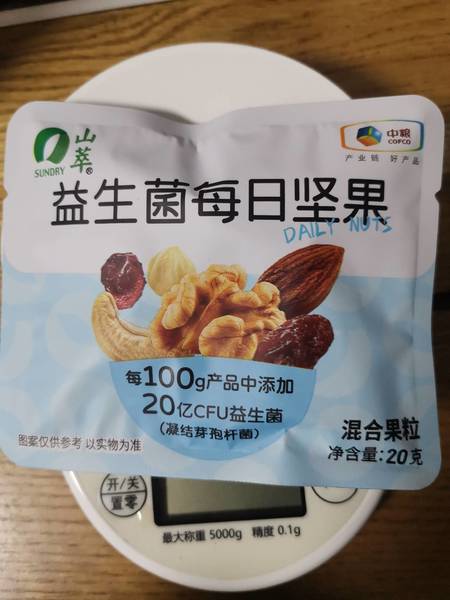 山萃®
SUNDRY
中粮
COFCO
产业链 好产品
益生菌每日坚果
DAILY NUTS
每100g产品中添加
20亿CFU益生菌
(凝结芽孢杆菌)
图案仅供参考 以实物为准
混合果粒
净含量:20克
开/关
置零
最大称重 5000g 精度 0.1g